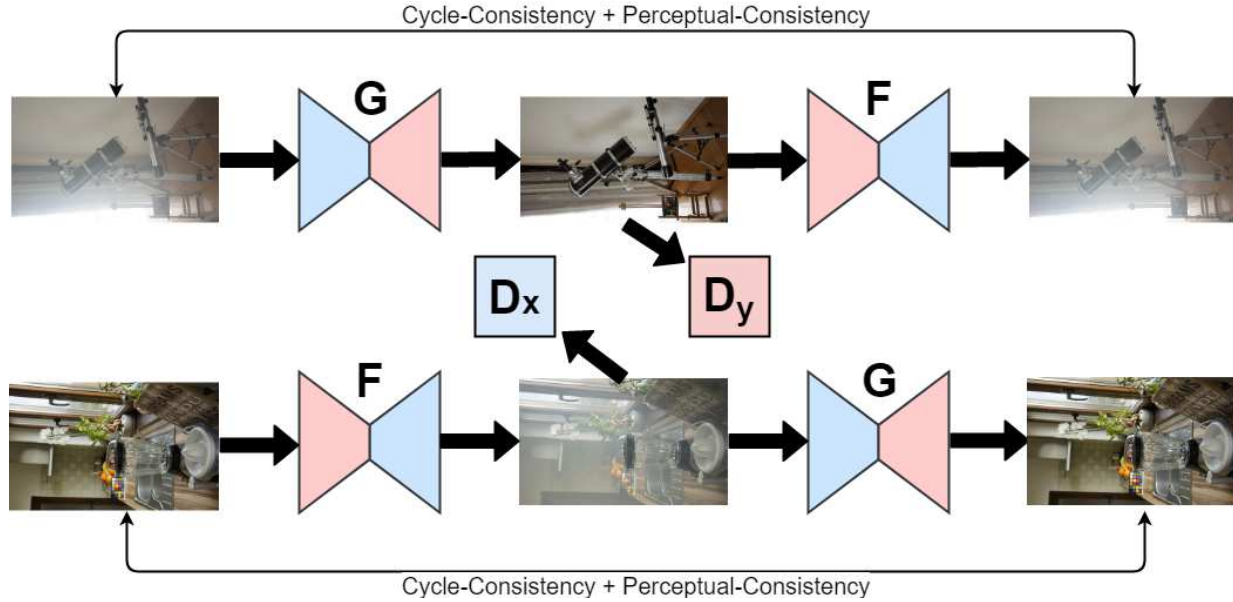 Cycle-Consistency + Perceptual-Consistency
G
F
Dx
Dy
F
G
Cycle-Consistency + Perceptual-Consistency